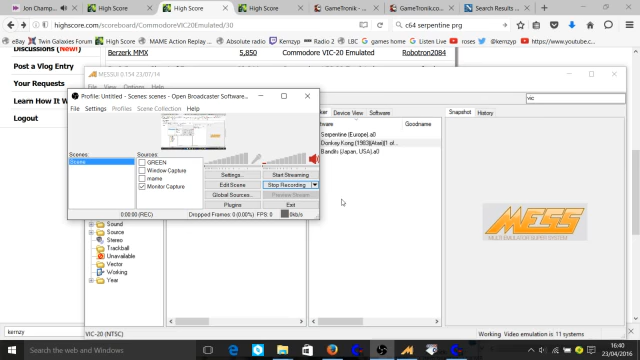 Jon Champ...
High Score
High Score
High Score
GameTronik...
GameTronik.co...
Search Results ...
highscore.com/scoreboard/CommodoreVIC20Emulated/30
c64 serpentine prg
eBay
Twin Galaxies Forum
High Score
MAME Action Replay ...
Absolute radio
@kernzyp
Radio 2
LBC
games home
Listen Live
roses
@kernzyp
https://www.youtube.c...
Discussions (New!)
Berzerk MMX
5,850
Commodore VIC-20 Emulated
Robotron2084
Post a Vlog Entry
Your Requests
Learn How It W
Logout
MESSUI 0.154 23/07/14
File View Options Help
vic
Profile: Untitled - Scenes: scenes - Open Broadcaster Software...
File Settings Profiles Scene Collection Help
Scenes:
Scene
Sources:
GREEN
Window Capture
mame
Monitor Capture
Settings...
Start Streaming
Edit Scene
Stop Recording
Global Sources...
Preview Stream
Plugins
Exit
0:00:00 (REC)
Dropped Frames: 0 (0.00%)
FPS: 0
0kb/s
Device View
Software
Goodname
Serpentine (Europe).a0
Donkey Kong (1983)(Atari)[1 of...
Bandits (Japan, USA).a0
Snapshot
History
MESS
MULTI EMULATOR SUPER SYSTEM
Sound
Source
Stereo
Trackball
Unavailable
Vector
Working
Year
kernzy
VIC-20 (NTSC)
Working Video emulation is
11 systems
Search the web and Windows
16:40
23/04/2016